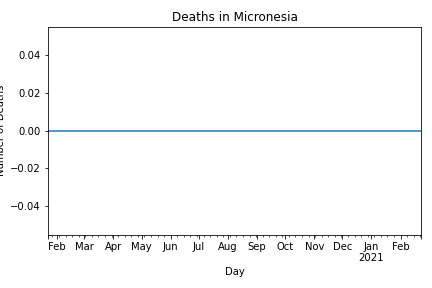 Deaths in Micronesia
0.04
0.02
0.00
−0.02
−0.04
Number of Deaths
Feb Mar Apr May Jun Jul Aug Sep Oct Nov Dec Jan Feb
2021
Day